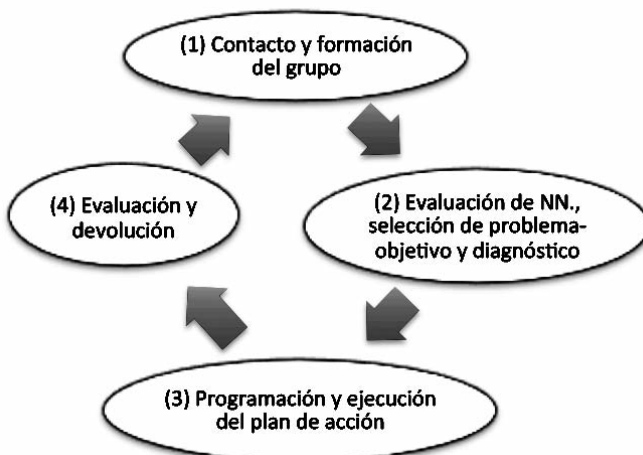 (1) Contacto y formación
del grupo
(2) Evaluación de NN.,
selección de problema-
objetivo y diagnóstico
(3) Programación y ejecución
del plan de acción
(4) Evaluación y
devolución